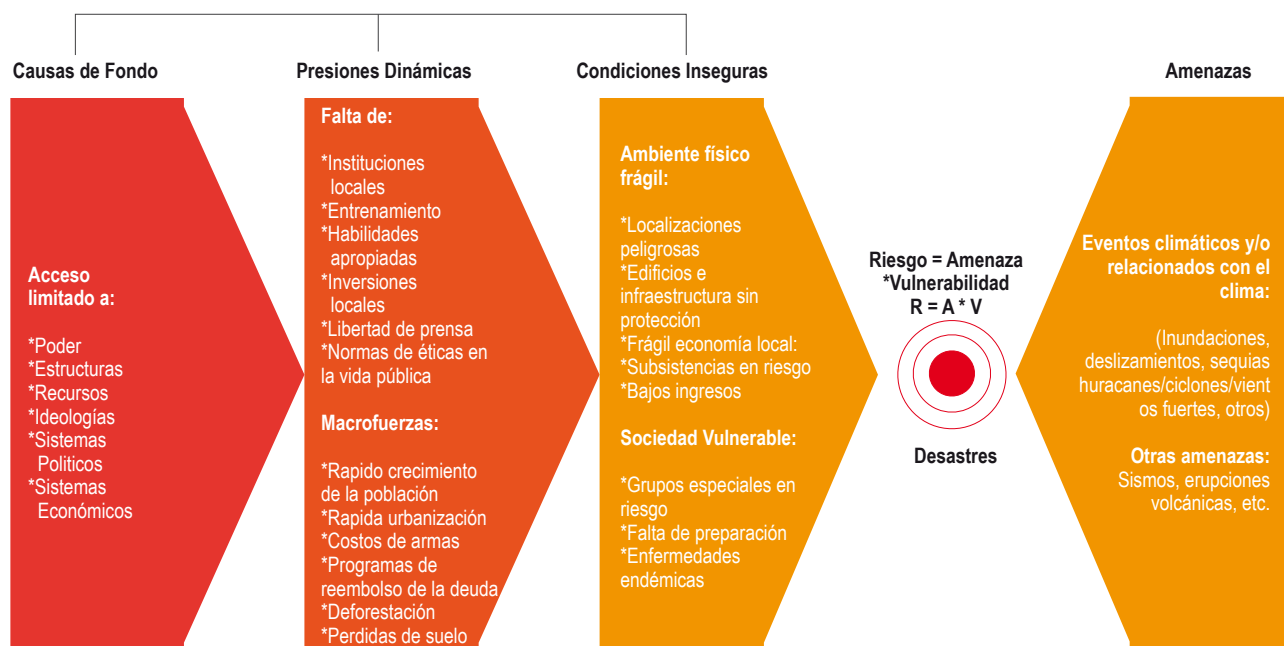 Causas de Fondo
Acceso
limitado a:
*Poder
*Estructuras
*Recursos
*Ideologías
*Sistemas
Politicos
*Sistemas
Económicos
Presiones Dinámicas
Falta de:
*Instituciones
locales
*Entrenamiento
*Habilidades
apropiadas
*Inversiones
locales
*Libertad de prensa
*Normas de éticas en
la vida pública
Macrofuerzas:
*Rapido crecimiento
de la población
*Rapida urbanización
*Costos de armas
*Programas de
reembolso de la deuda
*Deforestación
*Perdidas de suelo
Condiciones Inseguras
Ambiente físico
frágil:
*Localizaciones
peligrosas
*Edificios e
infraestructura sin
protección
*Frágil economía local:
*Subsistencias en riesgo
*Bajos ingresos
Sociedad Vulnerable:
*Grupos especiales en
riesgo
*Falta de preparación
*Enfermedades
endémicas
Riesgo = Amenaza
*Vulnerabilidad
R = A * V
Desastres
Amenazas
Eventos climáticos y/o
relacionados con el
clima:
(Inundaciones,
deslizamientos, sequias
huracanes/ciclones/vient
os fuertes, otros)
Otras amenazas:
Sismos, erupciones
volcánicas, etc.